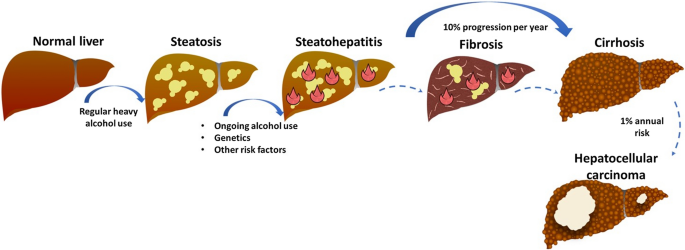 Normal liver
Steatosis
Steatohepatitis
10% progression per year
Fibrosis
Cirrhosis
Regular heavy
alcohol use
• Ongoing alcohol use
• Genetics
• Other risk factors
1% annual
risk
Hepatocellular
carcinoma